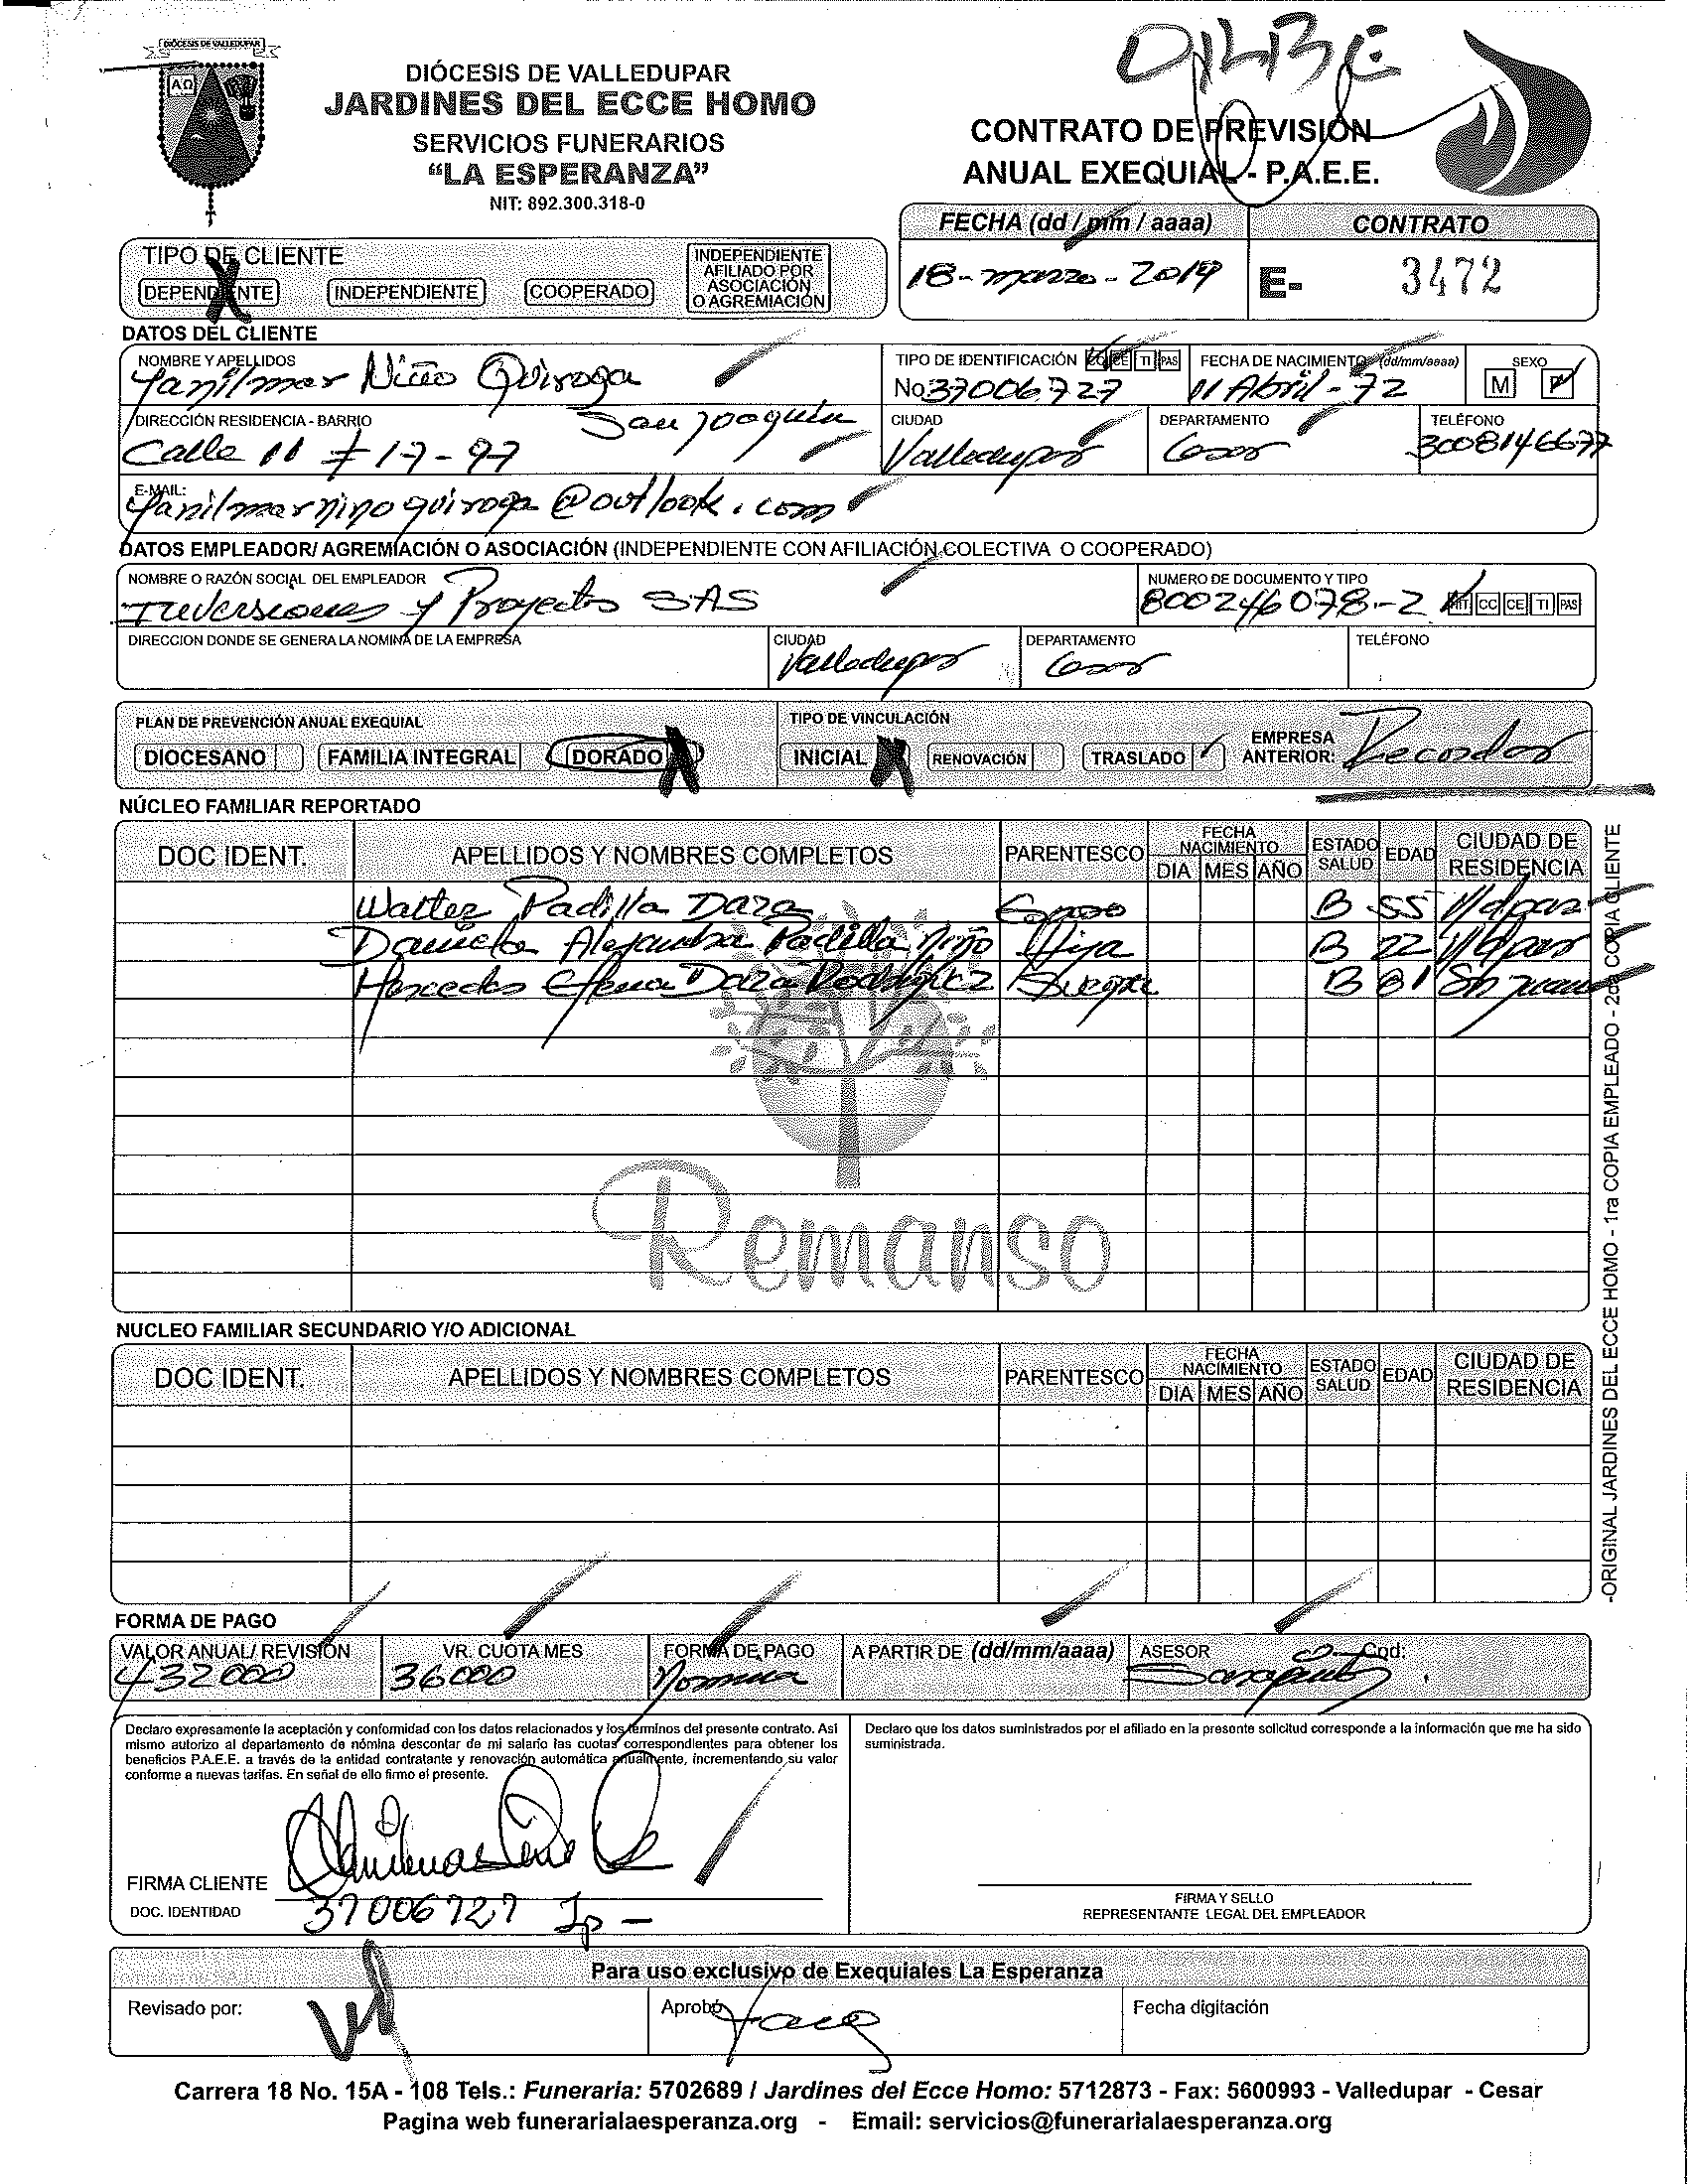 DIÓCESIS DE VALLEDUPAR
DILBE
DIÓCESIS DE VALLEDUPAR
JARDINES DEL ECCE HOMO
SERVICIOS FUNERARIOS
“LA ESPERANZA”
NIT: 892.300.318-0
ΑΩ
CONTRATO DE PREVISIÓN
ANUAL EXEQUIAL - P.A.E.E.
FECHA (dd / mm / aaaa) CONTRATO
18-marzo-2019 E- 3472
TIPO DE CLIENTE
DEPENDIENTE INDEPENDIENTE COOPERADO INDEPENDIENTE AFILIADO POR ASOCIACIÓN O AGREMIACIÓN
DATOS DEL CLIENTE
NOMBRE Y APELLIDOS TIPO DE IDENTIFICACIÓN CC CE TI PAS FECHA DE NACIMIENTO (dd/mm/aaaa) SEXO
Yanilmar Niño Quiroga No 37006727 11 Abril-72 M F
DIRECCIÓN RESIDENCIA - BARRIO CIUDAD DEPARTAMENTO TELÉFONO
Calle 11 # 17-97 San Joaquin Valledupar Cesar 3008146677
E-MAIL:
Yanilmarninoquiroga@outlook.com
DATOS EMPLEADOR/ AGREMIACIÓN O ASOCIACIÓN (INDEPENDIENTE CON AFILIACIÓN COLECTIVA O COOPERADO)
NOMBRE O RAZÓN SOCIAL DEL EMPLEADOR NUMERO DE DOCUMENTO Y TIPO
Inversiones y Proyectos SAS 800246078-2 NIT CC CE TI PAS
DIRECCION DONDE SE GENERA LA NOMINA DE LA EMPRESA CIUDAD DEPARTAMENTO TELÉFONO
Valledupar Cesar
PLAN DE PREVENCIÓN ANUAL EXEQUIAL TIPO DE VINCULACIÓN
DIOCESANO FAMILIA INTEGRAL DORADO INICIAL RENOVACIÓN TRASLADO EMPRESA ANTERIOR: Recordar
NÚCLEO FAMILIAR REPORTADO
DOC IDENT. APELLIDOS Y NOMBRES COMPLETOS PARENTESCO FECHA NACIMIENTO DIA MES AÑO ESTADO SALUD EDAD CIUDAD DE RESIDENCIA
Walter Padilla Daza Esposo B 55 V/dpar
Daniela Alejandra Padilla Niño Hija B 22 V/dpar
Mercedes Elena Daza Rodriguez Suegra B 81 Sn Juan
Remanso
NUCLEO FAMILIAR SECUNDARIO Y/O ADICIONAL
DOC IDENT. APELLIDOS Y NOMBRES COMPLETOS PARENTESCO FECHA NACIMIENTO DIA MES AÑO ESTADO SALUD EDAD CIUDAD DE RESIDENCIA
-ORIGINAL JARDINES DEL ECCE HOMO - 1ra COPIA EMPLEADO - 2da COPIA CLIENTE
FORMA DE PAGO
VALOR ANUAL/ REVISIÓN VR. CUOTA MES FORMA DE PAGO A PARTIR DE (dd/mm/aaaa) ASESOR Cod:
432000 36000 Nomina
Declaro expresamente la aceptación y conformidad con los datos relacionados y los términos del presente contrato. Así
mismo autorizo al departamento de nómina descontar de mi salario las cuotas correspondientes para obtener los
beneficios P.A.E.E. a través de la entidad contratante y renovación automática anualmente, incrementando su valor
conforme a nuevas tarifas. En señal de ello firmo el presente.
Declaro que los datos suministrados por el afiliado en la presente solicitud corresponde a la información que me ha sido
suministrada.
FIRMA CLIENTE
DOC. IDENTIDAD 37006727
FIRMA Y SELLO
REPRESENTANTE LEGAL DEL EMPLEADOR
Para uso exclusivo de Exequiales La Esperanza
Revisado por: Aprobó Fecha digitación
Carrera 18 No. 15A - 108 Tels.: Funeraria: 5702689 / Jardines del Ecce Homo: 5712873 - Fax: 5600993 - Valledupar - Cesar
Pagina web funerarialaesperanza.org - Email: servicios@funerarialaesperanza.org